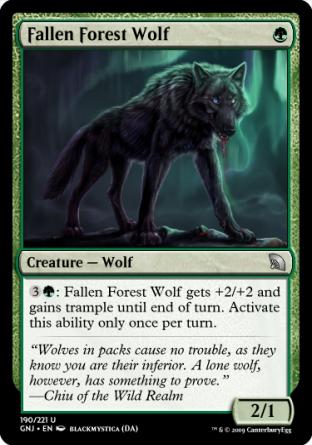 Fallen Forest Wolf
Creature — Wolf
3 : Fallen Forest Wolf gets +2/+2 and
gains trample until end of turn. Activate
this ability only once per turn.
“Wolves in packs cause no trouble, as they
know you are their inferior. A lone wolf,
however, has something to prove.”
—Chiu of the Wild Realm
2/1
190/221 U
GNJ • EN BLACKMYSTICA (DA)
™ & © 2019 CanterburyEgg